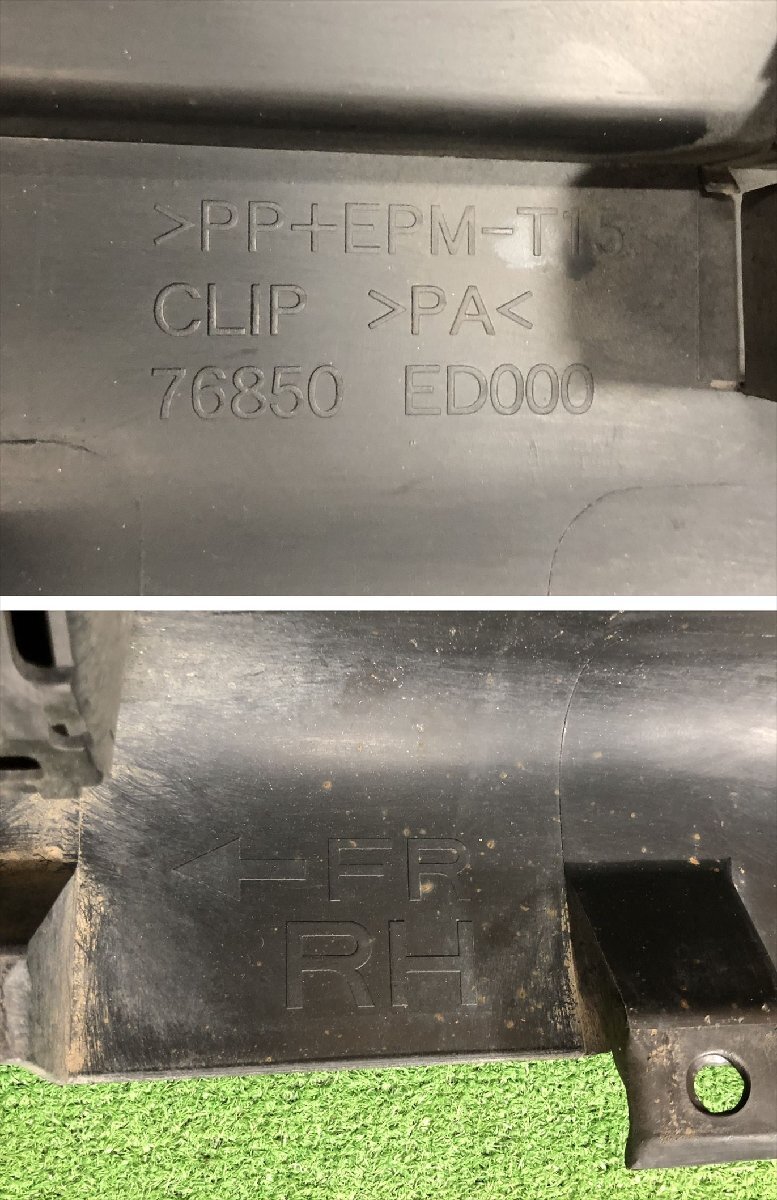 >PP+EPM-T15
CLIP >PA<
76850 ED000
←FR
RH